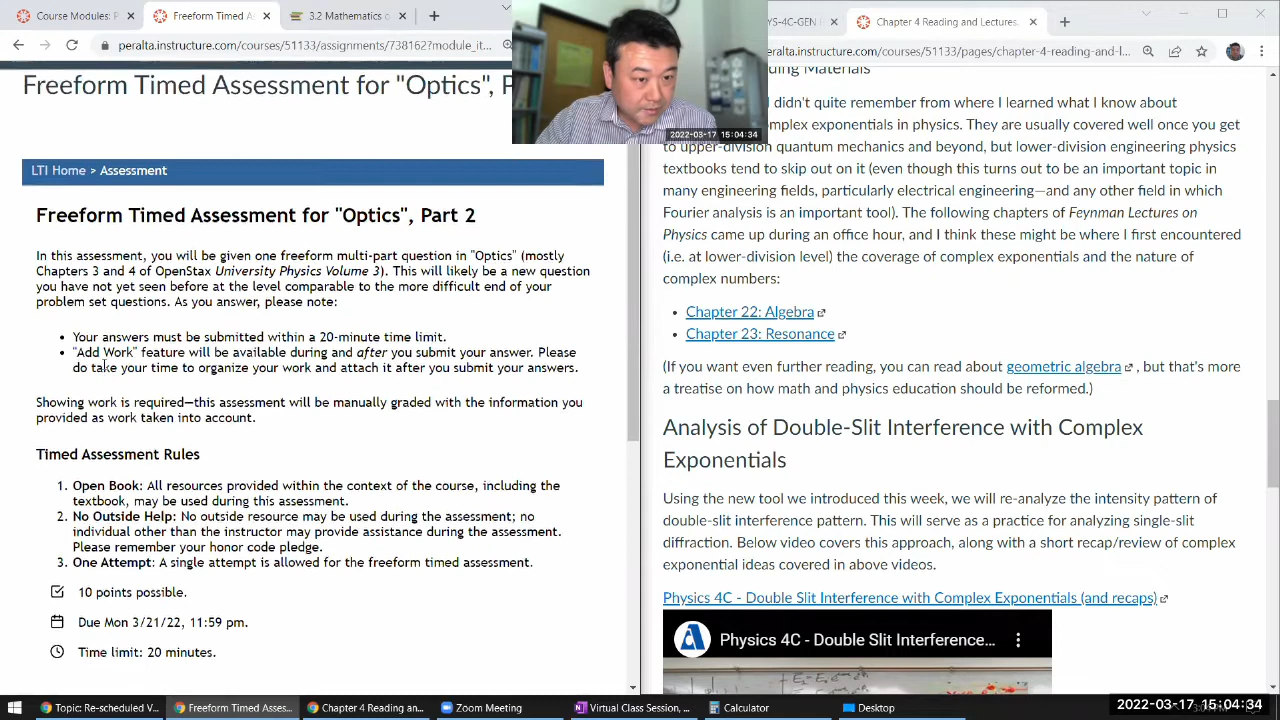 Course Modules: P
Freeform Timed Assessment
3.2 Mathematics o
YS-4C-GEN
Chapter 4 Reading and Lectures.
peralta.instructure.com/courses/51133/assignments/738162?module_it...
peralta.instructure.com/courses/51133/pages/chapter-4-reading-and-l...
Freeform Timed Assessment for "Optics", P
2022-03-17 15:04:34
LTI Home > Assessment
Freeform Timed Assessment for "Optics", Part 2
In this assessment, you will be given one freeform multi-part question in "Optics" (mostly
Chapters 3 and 4 of OpenStax University Physics Volume 3). This will likely be a new question
you have not yet seen before at the level comparable to the more difficult end of your
problem set questions. As you answer, please note:
• Your answers must be submitted within a 20-minute time limit.
• "Add Work" feature will be available during and after you submit your answer. Please
do take your time to organize your work and attach it after you submit your answers.
Showing work is required—this assessment will be manually graded with the information you
provided as work taken into account.
Timed Assessment Rules
1. Open Book: All resources provided within the context of the course, including the
textbook, may be used during this assessment.
2. No Outside Help: No outside resource may be used during the assessment; no
individual other than the instructor may provide assistance during the assessment.
Please remember your honor code pledge.
3. One Attempt: A single attempt is allowed for the freeform timed assessment.
10 points possible.
Due Mon 3/21/22, 11:59 pm.
Time limit: 20 minutes.
ding Materials
I didn't quite remember from where I learned what I know about
mplex exponentials in physics. They are usually covered well once you get
to upper-division quantum mechanics and beyond, but lower-division engineering physics
textbooks tend to skip out on it (even though this turns out to be an important topic in
many engineering fields, particularly electrical engineering—and any other field in which
Fourier analysis is an important tool). The following chapters of Feynman Lectures on
Physics came up during an office hour, and I think these might be where I first encountered
(i.e. at lower-division level) the coverage of complex exponentials and the nature of
complex numbers:
• Chapter 22: Algebra
• Chapter 23: Resonance
(If you want even further reading, you can read about geometric algebra , but that's more
a treatise on how math and physics education should be reformed.)
Analysis of Double-Slit Interference with Complex
Exponentials
Using the new tool we introduced this week, we will re-analyze the intensity pattern of
double-slit interference pattern. This will serve as a practice for analyzing single-slit
diffraction. Below video covers this approach, along with a short recap/review of complex
exponential ideas covered in above videos.
Physics 4C - Double Slit Interference with Complex Exponentials (and recaps)
Physics 4C - Double Slit Interference...
Topic: Re-scheduled V...
Freeform Timed Asses...
Chapter 4 Reading an...
Zoom Meeting
Virtual Class Session, ...
Calculator
Desktop
2022-03-17 15:04:34